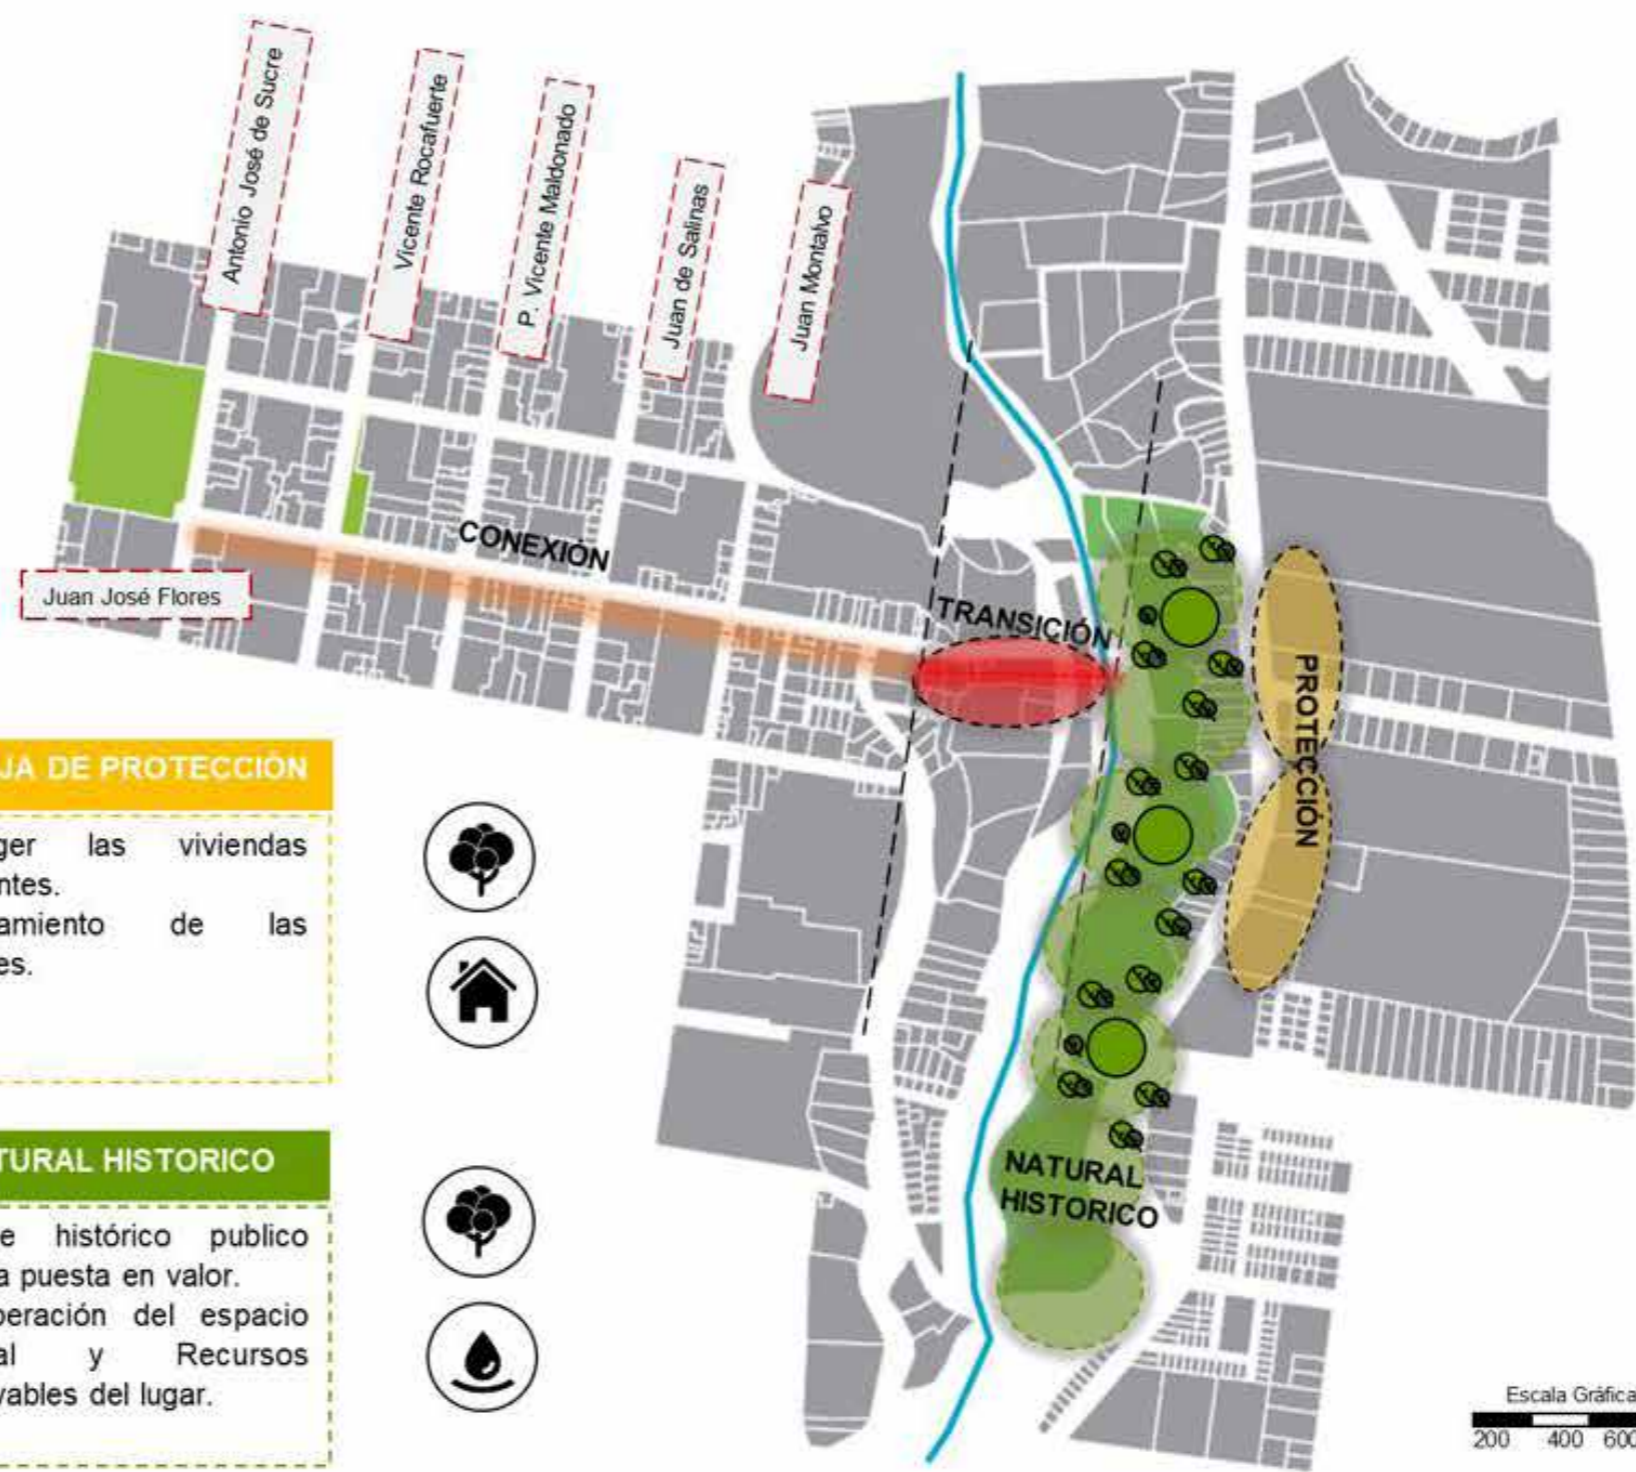 Antonio José de Sucre
Vicente Rocafuerte
P. Vicente Maldonado
Juan de Salinas
Juan Montalvo
CONEXIÓN
Juan José Flores
TRANSICIÓN
PROTECCIÓN
JA DE PROTECCIÓN
ger las viviendas
ntes.
amiento de las
es.
TURAL HISTORICO
e histórico publico
a puesta en valor.
peración del espacio
al y Recursos
vables del lugar.
NATURAL
HISTORICO
Escala Gráfica
200 400 600